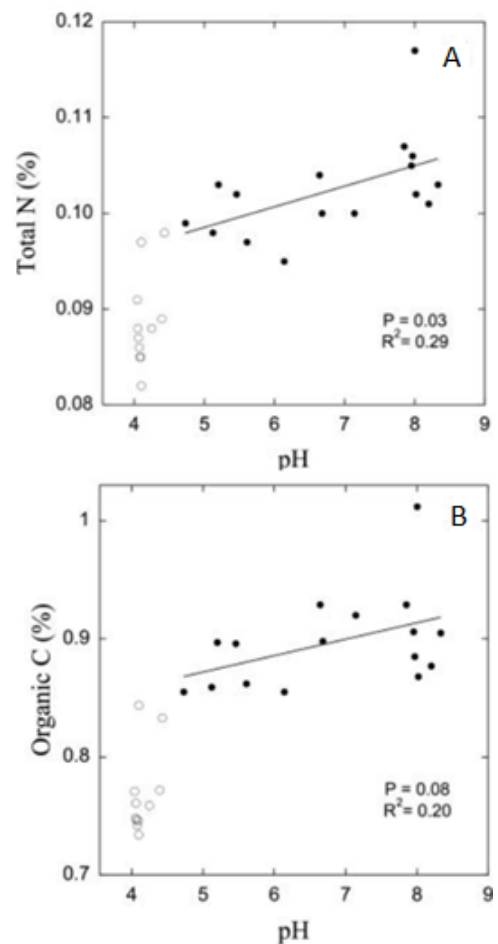 A
0.12
0.11
0.10
0.09
0.08
Total N (%)
P = 0.03
R²= 0.29
4 5 6 7 8 9
pH
B
1
0.9
0.8
0.7
Organic C (%)
P = 0.08
R²= 0.20
4 5 6 7 8 9
pH